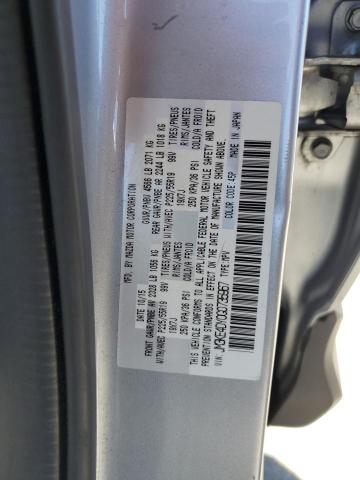 MFD. BY MAZDA MOTOR CORPORATION
DATE: 10/15 GVWR/PNBV 4566 LB 2071 KG
FRONT GAWR/PNBE AV 2333 LB 1058 KG REAR GAWR/PNBE AR 2244 LB 1018 KG
WITH/AVEC P225/55R19 99V TIRES/PNEUS WITH/AVEC P225/55R19 99V TIRES/PNEUS
19X7J RIMS/JANTES 19X7J RIMS/JANTES
250 KPA/36 PSI COLD/A FROID 250 KPA/36 PSI COLD/A FROID
THIS VEHICLE CONFORMS TO ALL APPLICABLE FEDERAL MOTOR VEHICLE SAFETY AND THEFT
PREVENTION STANDARDS IN EFFECT ON THE DATE OF MANUFACTURE SHOWN ABOVE.
VIN: TYPE: MPV COLOR CODE: 45P MADE IN JAPAN